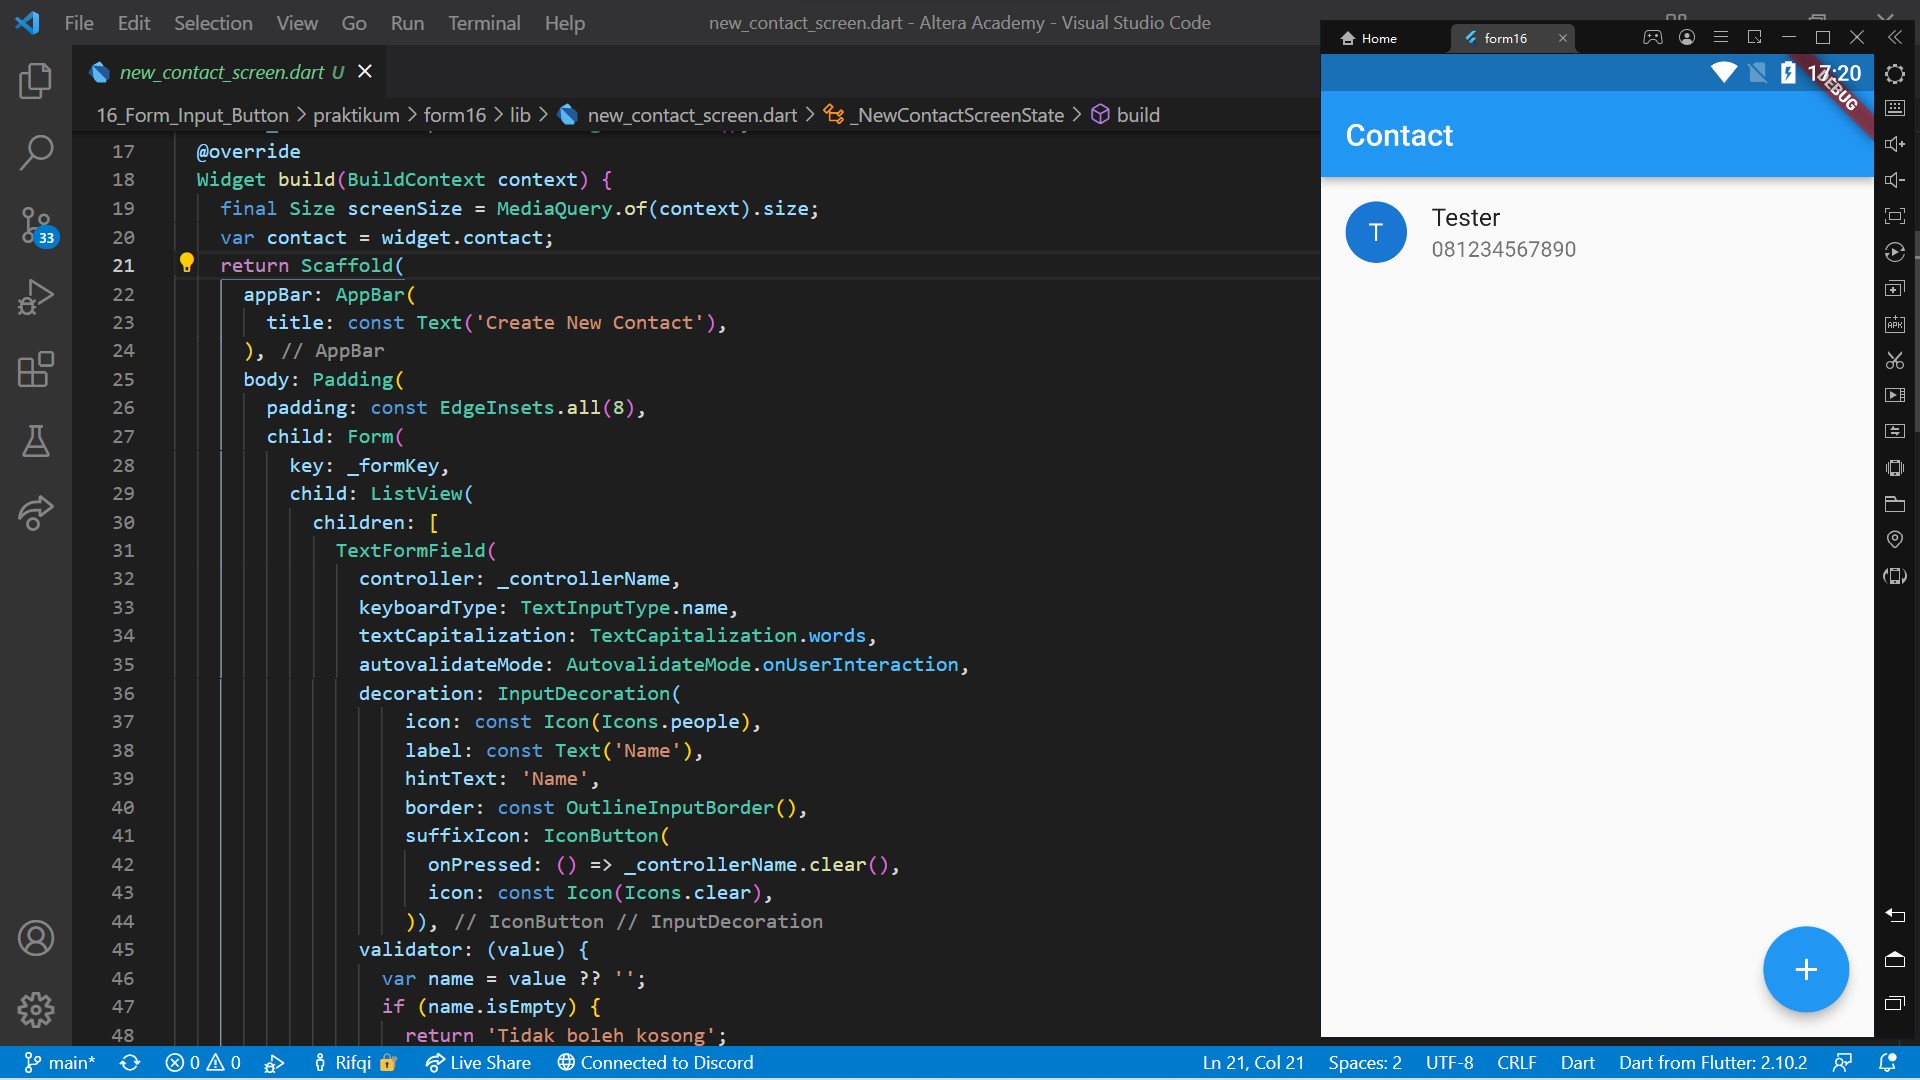 File Edit Selection View Go Run Terminal Help
new_contact_screen.dart - Altera Academy - Visual Studio Code
new_contact_screen.dart U
16_Form_Input_Button > praktikum > form16 > lib > new_contact_screen.dart > _NewContactScreenState > build
17 @override
18 Widget build(BuildContext context) {
19 final Size screenSize = MediaQuery.of(context).size;
20 var contact = widget.contact;
21 return Scaffold(
22 appBar: AppBar(
23 title: const Text('Create New Contact'),
24 ), // AppBar
25 body: Padding(
26 padding: const EdgeInsets.all(8),
27 child: Form(
28 key: _formKey,
29 child: ListView(
30 children: [
31 TextFormField(
32 controller: _controllerName,
33 keyboardType: TextInputType.name,
34 textCapitalization: TextCapitalization.words,
35 autovalidateMode: AutovalidateMode.onUserInteraction,
36 decoration: InputDecoration(
37 icon: const Icon(Icons.people),
38 label: const Text('Name'),
39 hintText: 'Name',
40 border: const OutlineInputBorder(),
41 suffixIcon: IconButton(
42 onPressed: () => _controllerName.clear(),
43 icon: const Icon(Icons.clear),
44 )), // IconButton // InputDecoration
45 validator: (value) {
46 var name = value ?? '';
47 if (name.isEmpty) {
48 return 'Tidak boleh kosong';
33
Home
form16
17:20
DEBUG
Contact
T
Tester
081234567890
APK
main* 0 0 Rifqi Live Share Connected to Discord
Ln 21, Col 21 Spaces: 2 UTF-8 CRLF Dart Dart from Flutter: 2.10.2